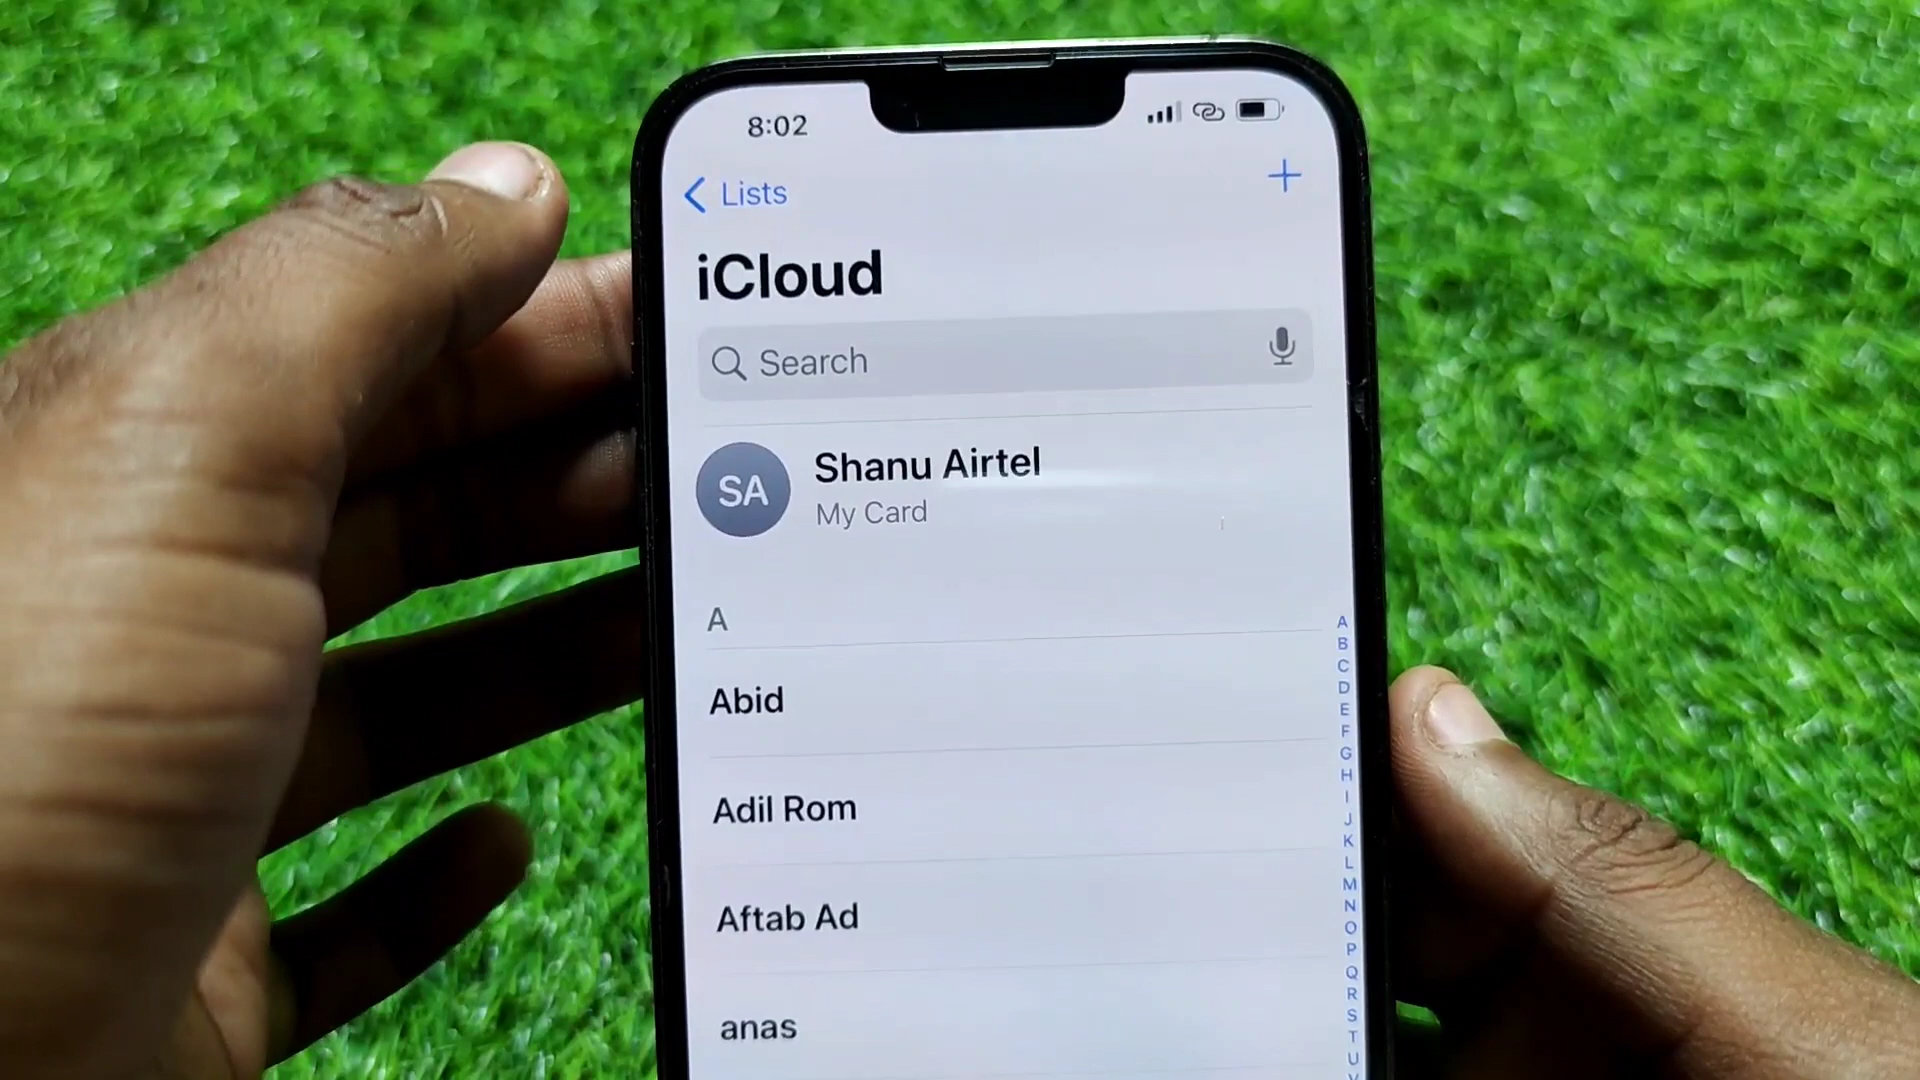 8:02
Lists
iCloud
Search
SA
Shanu Airtel
My Card
A
Abid
Adil Rom
Aftab Ad
anas
A
B
C
D
E
F
G
H
I
J
K
L
M
N
O
P
Q
R
S
T
U
V